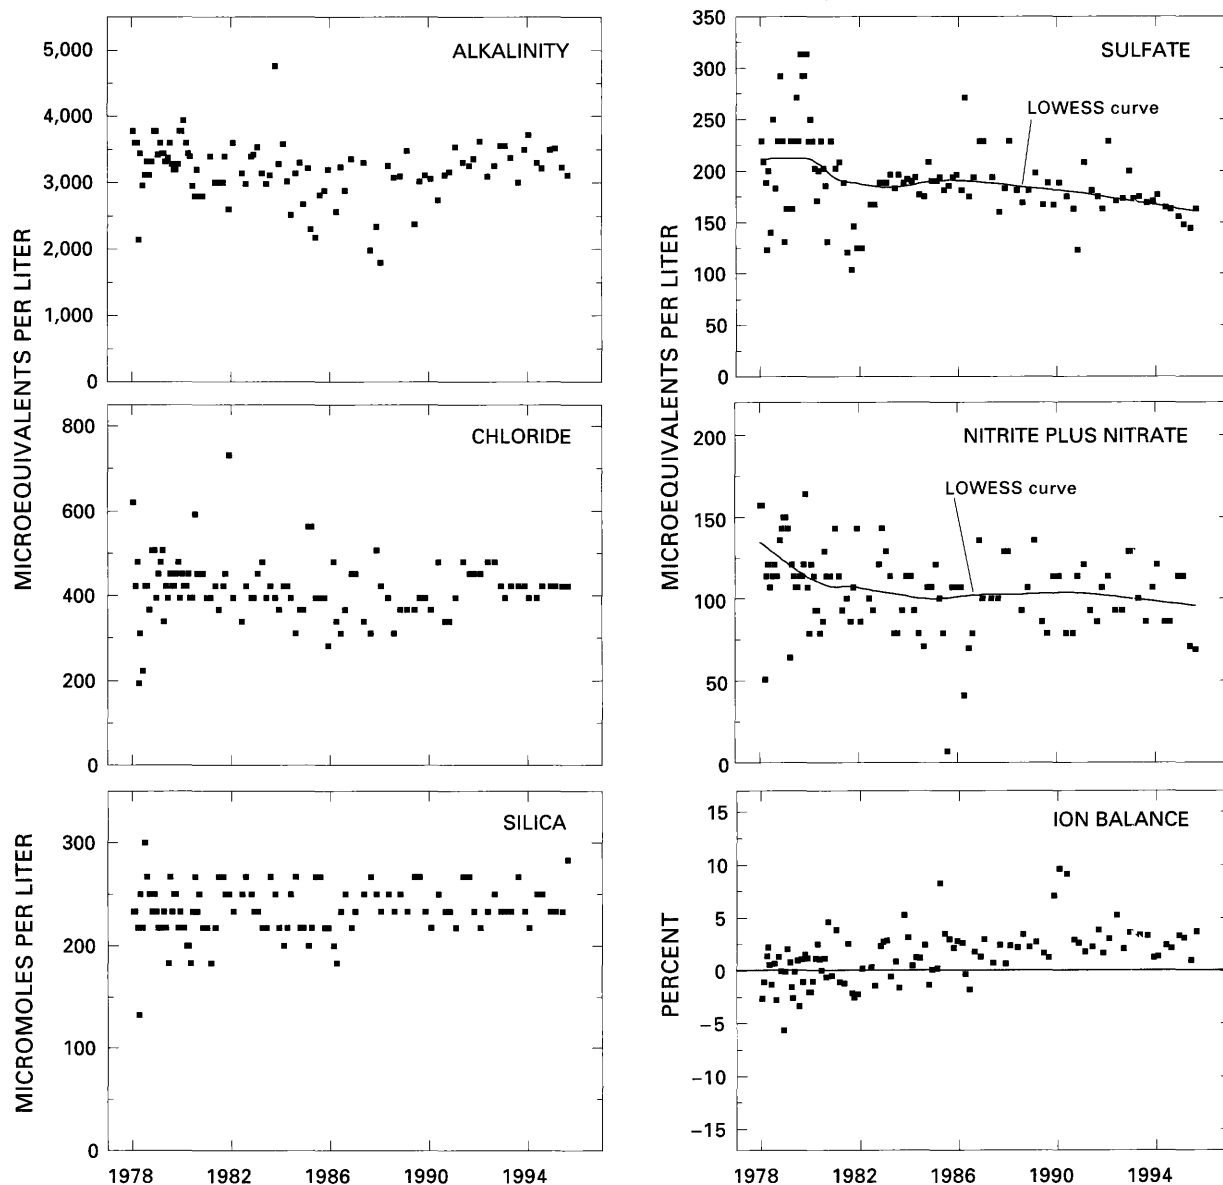 MICROEQUIVALENTS PER LITER
ALKALINITY
5,000
4,000
3,000
2,000
1,000
0
CHLORIDE
800
600
400
200
0
MICROMOLES PER LITER
SILICA
300
200
100
0
1978 1982 1986 1990 1994
MICROEQUIVALENTS PER LITER
SULFATE
LOWESS curve
350
300
250
200
150
100
50
0
NITRITE PLUS NITRATE
LOWESS curve
200
150
100
50
0
PERCENT
ION BALANCE
15
10
5
0
−5
−10
−15
1978 1982 1986 1990 1994